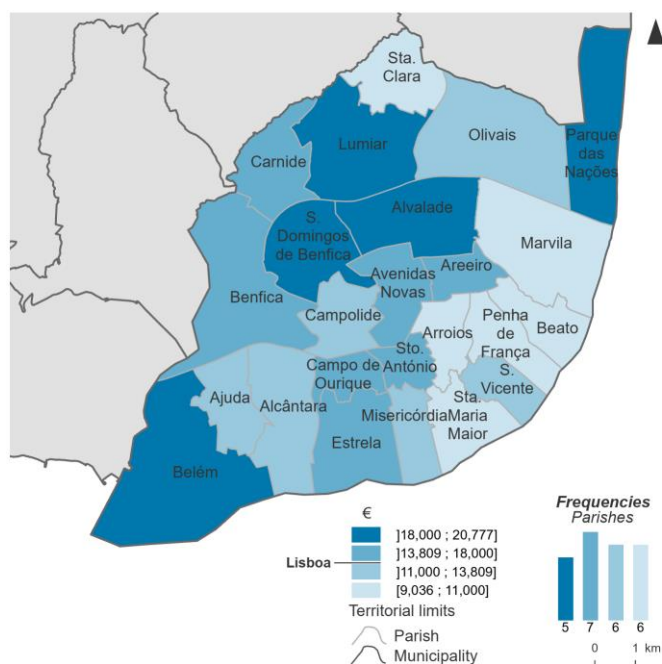 Sta.
Clara
Lumiar
Olivais
Parque
das
Nações
Carnide
Alvalade
S.
Domingos
de Benfica
Marvila
Avenidas
Novas
Areeiro
Benfica
Campolide
Arroios
Penha
de
França
Beato
Sto.
António
Campo de
Ourique
S.
Vicente
Ajuda
Alcântara
Misericórdia
Sta.
Maria
Maior
Estrela
Belém
€
]18,000 ; 20,777]
]13,809 ; 18,000]
Lisboa
]11,000 ; 13,809]
[9,036 ; 11,000]
Territorial limits
Parish
Municipality
Frequencies
Parishes
5 7 6 6
0 1 km